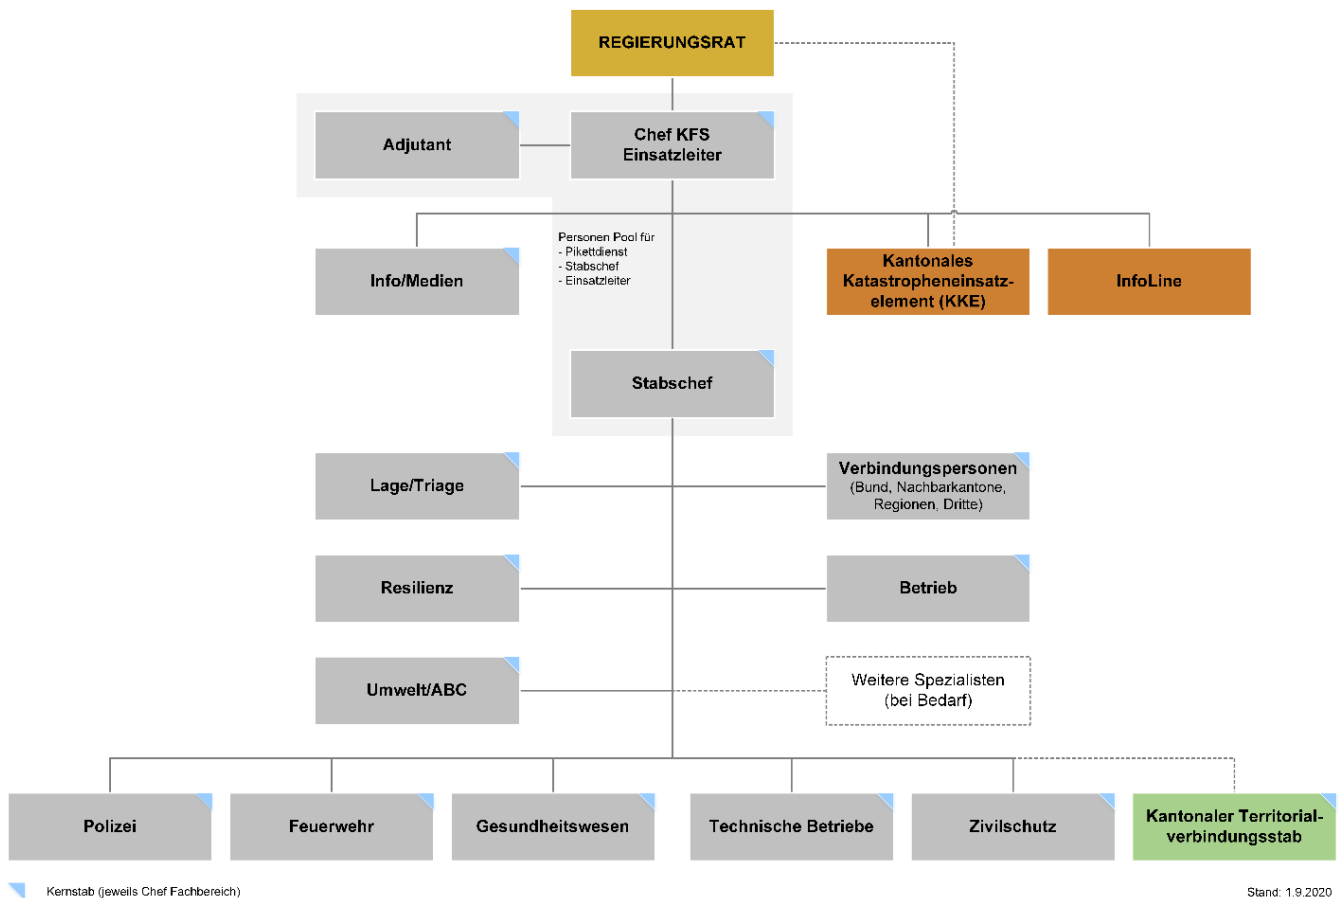 REGIERUNGSRAT
Adjutant
Chef KFS
Einsatzleiter
Personen Pool für
- Pikettdienst
- Stabschef
- Einsatzleiter
Info/Medien
Kantonales
Katastropheneinsatz-
element (KKE)
InfoLine
Stabschef
Lage/Triage
Verbindungspersonen
(Bund, Nachbarkantone,
Regionen, Dritte)
Resilienz
Betrieb
Umwelt/ABC
Weitere Spezialisten
(bei Bedarf)
Polizei
Feuerwehr
Gesundheitswesen
Technische Betriebe
Zivilschutz
Kantonaler Territorial-
verbindungsstab
Kernstab (jeweils Chef Fachbereich)
Stand: 1.9.2020